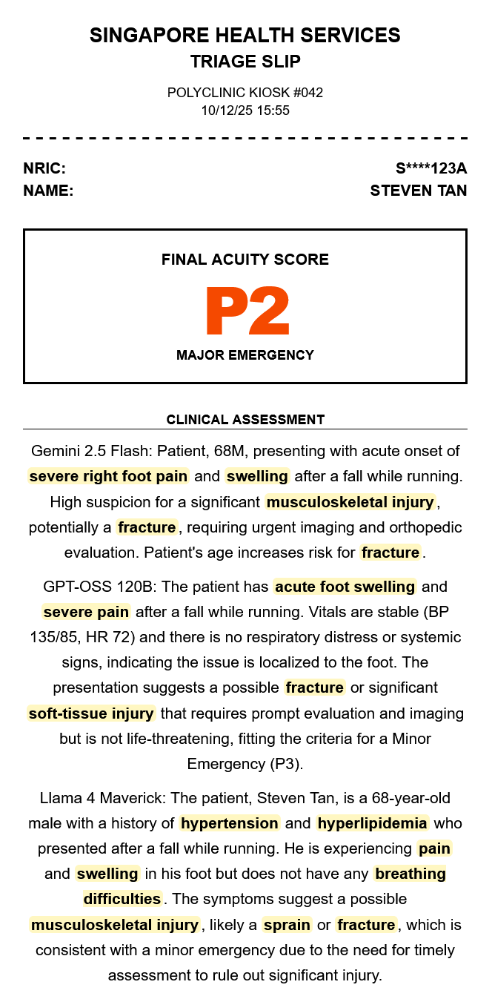 SINGAPORE HEALTH SERVICES
TRIAGE SLIP
POLYCLINIC KIOSK #042
10/12/25 15:55
NRIC: S****123A
NAME: STEVEN TAN
FINAL ACUITY SCORE
P2
MAJOR EMERGENCY
CLINICAL ASSESSMENT
Gemini 2.5 Flash: Patient, 68M, presenting with acute onset of
severe right foot pain and swelling after a fall while running.
High suspicion for a significant musculoskeletal injury,
potentially a fracture, requiring urgent imaging and orthopedic
evaluation. Patient's age increases risk for fracture.
GPT-OSS 120B: The patient has acute foot swelling and
severe pain after a fall while running. Vitals are stable (BP
135/85, HR 72) and there is no respiratory distress or systemic
signs, indicating the issue is localized to the foot. The
presentation suggests a possible fracture or significant
soft-tissue injury that requires prompt evaluation and imaging
but is not life-threatening, fitting the criteria for a Minor
Emergency (P3).
Llama 4 Maverick: The patient, Steven Tan, is a 68-year-old
male with a history of hypertension and hyperlipidemia who
presented after a fall while running. He is experiencing pain
and swelling in his foot but does not have any breathing
difficulties. The symptoms suggest a possible
musculoskeletal injury, likely a sprain or fracture, which is
consistent with a minor emergency due to the need for timely
assessment to rule out significant injury.